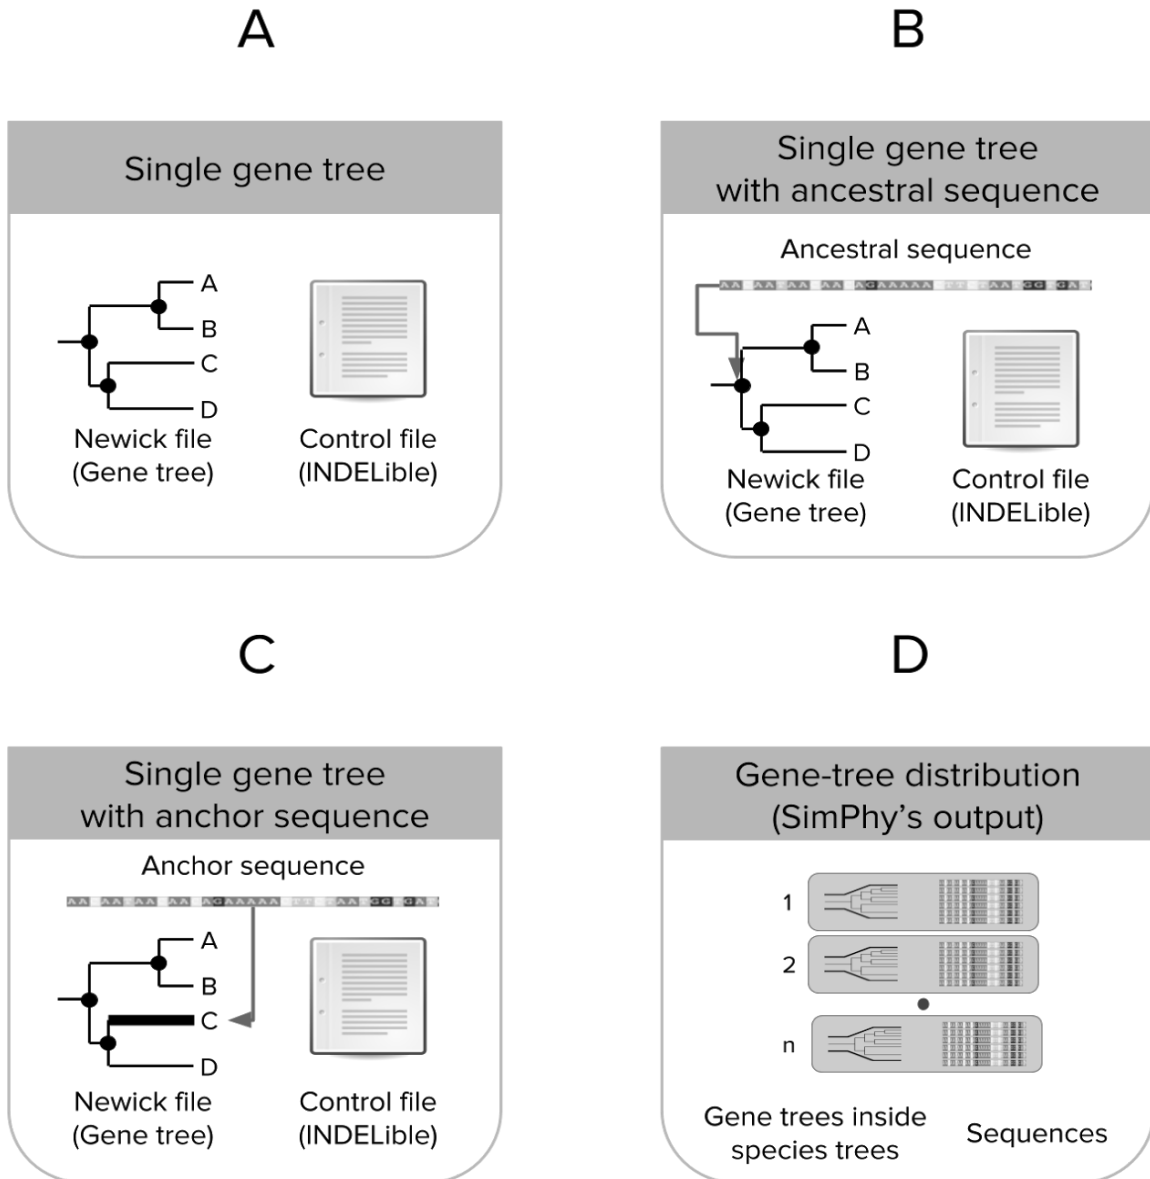 A
B
Single gene tree
Single gene tree
with ancestral sequence
A
B
C
D
Newick file
(Gene tree)
Control file
(INDELible)
Ancestral sequence
A
B
C
D
Newick file
(Gene tree)
Control file
(INDELible)
C
D
Single gene tree
with anchor sequence
Gene-tree distribution
(SimPhy's output)
Anchor sequence
A
B
C
D
Newick file
(Gene tree)
Control file
(INDELible)
1
2
n
Gene trees inside
species trees
Sequences